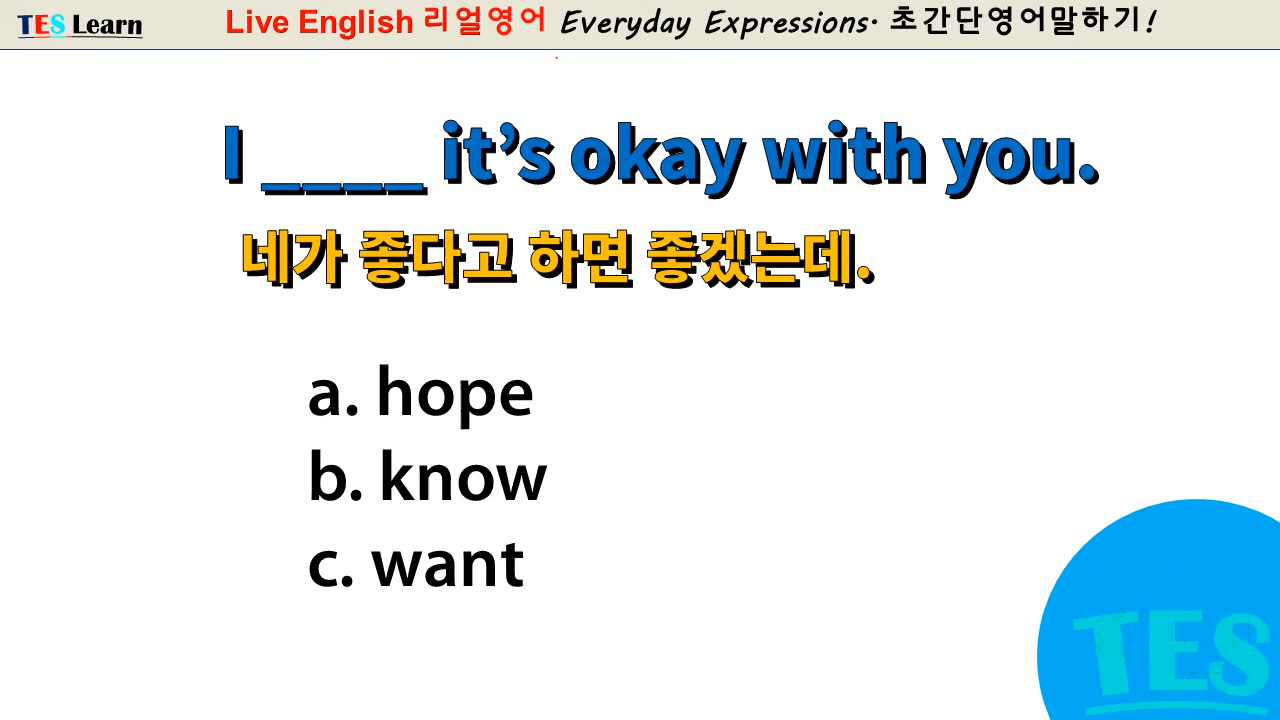 TES Learn Live English 리얼영어 Everyday Expressions· 초간단영어말하기!
I ____ it’s okay with you.
네가 좋다고 하면 좋겠는데.
a. hope
b. know
c. want
TES